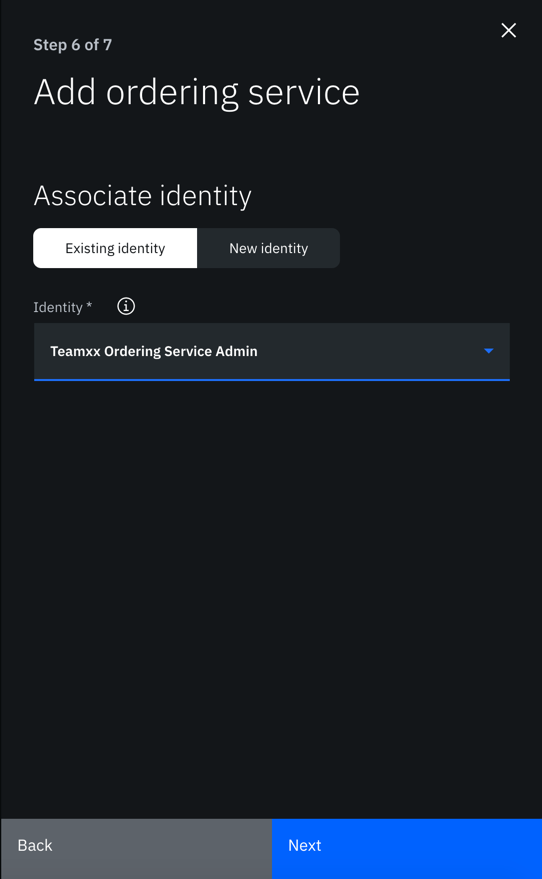 Step 6 of 7
Add ordering service
Associate identity
Existing identity
New identity
Identity *
Teamxx Ordering Service Admin
Back
Next